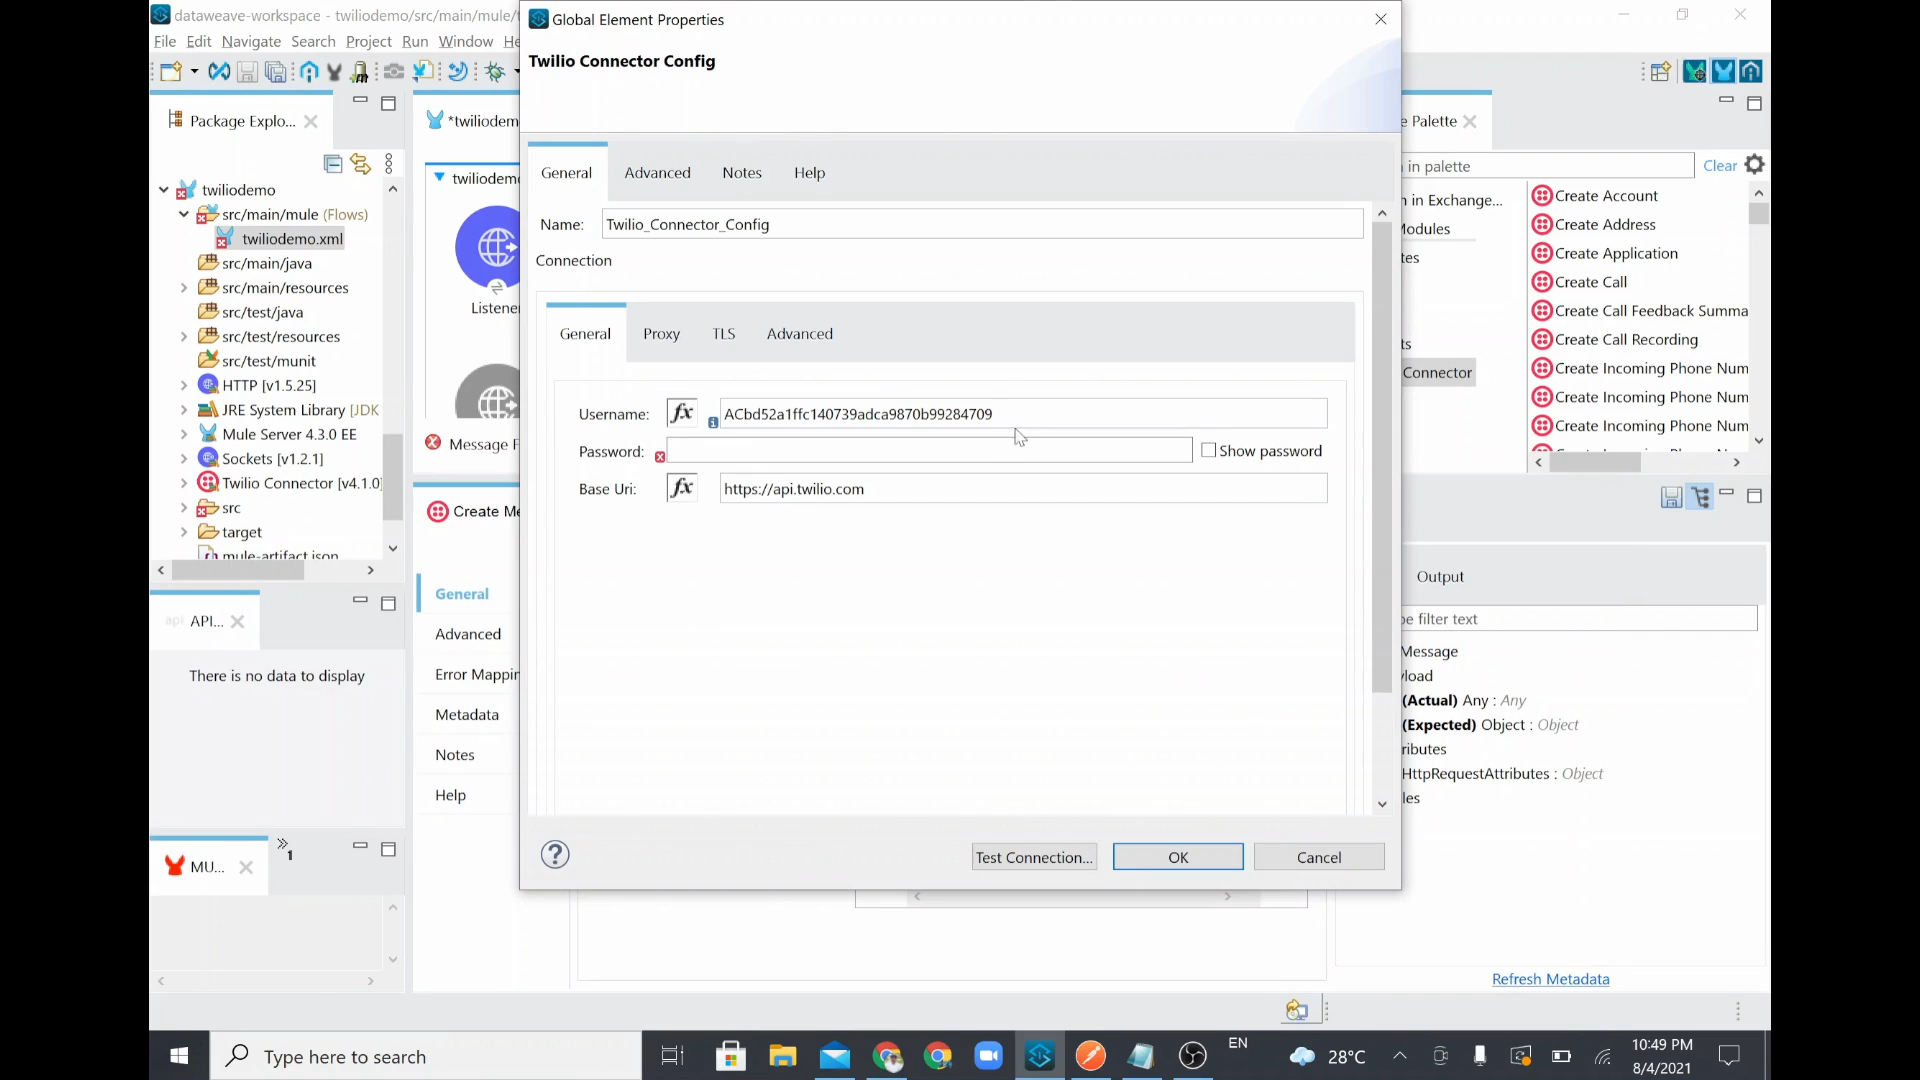 dataweave-workspace - twiliodemo/src/main/mule/
File Edit Navigate Search Project Run Window He
Package Explo...
twiliodemo
src/main/mule (Flows)
twiliodemo.xml
src/main/java
src/main/resources
src/test/java
src/test/resources
src/test/munit
HTTP [v1.5.25]
JRE System Library [JDK
Mule Server 4.3.0 EE
Sockets [v1.2.1]
Twilio Connector [v4.1.0]
src
target
mule-artifact.json
API...
There is no data to display
MU...
1
*twiliodem
twiliodem
Listener
Message F
Create Me
General
Advanced
Error Mappin
Metadata
Notes
Help
Global Element Properties
Twilio Connector Config
General Advanced Notes Help
Name: Twilio_Connector_Config
Connection
General Proxy TLS Advanced
Username: fx ACbd52a1ffc140739adca9870b99284709
Password: Show password
Base Uri: fx https://api.twilio.com
? Test Connection... OK Cancel
e Palette
in palette Clear
n in Exchange...
Modules
tes
ts
Connector
Create Account
Create Address
Create Application
Create Call
Create Call Feedback Summa
Create Call Recording
Create Incoming Phone Num
Create Incoming Phone Num
Create Incoming Phone Num
Output
pe filter text
Message
yload
(Actual) Any : Any
(Expected) Object : Object
ributes
HttpRequestAttributes : Object
les
Refresh Metadata
Type here to search
EN
28°C
10:49 PM
8/4/2021